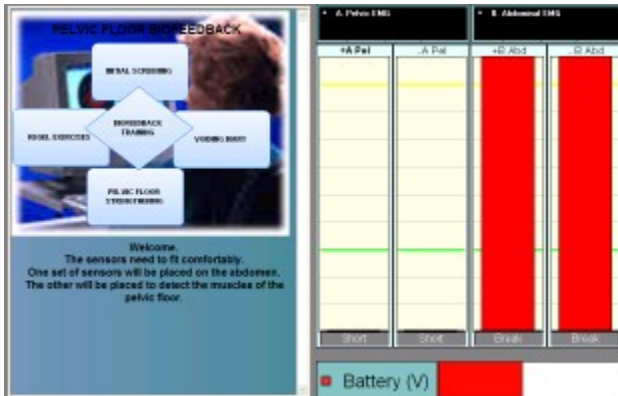 PELVIC FLOOR BIOFEEDBACK
INITIAL SCREENING
BIOFEEDBACK
TRAINING
KEGEL EXERCISES
VOIDING DIARY
PELVIC FLOOR
STRENGTHENING
Welcome.
The sensors need to fit comfortably.
One set of sensors will be placed on the abdomen.
The other will be placed to detect the muscles of the
pelvic floor.
A Pelvic EMG
B Abdominal EMG
+A Pel
-A Pel
+B Abd
-B Abd
Short
Short
Break
Break
Battery (V)